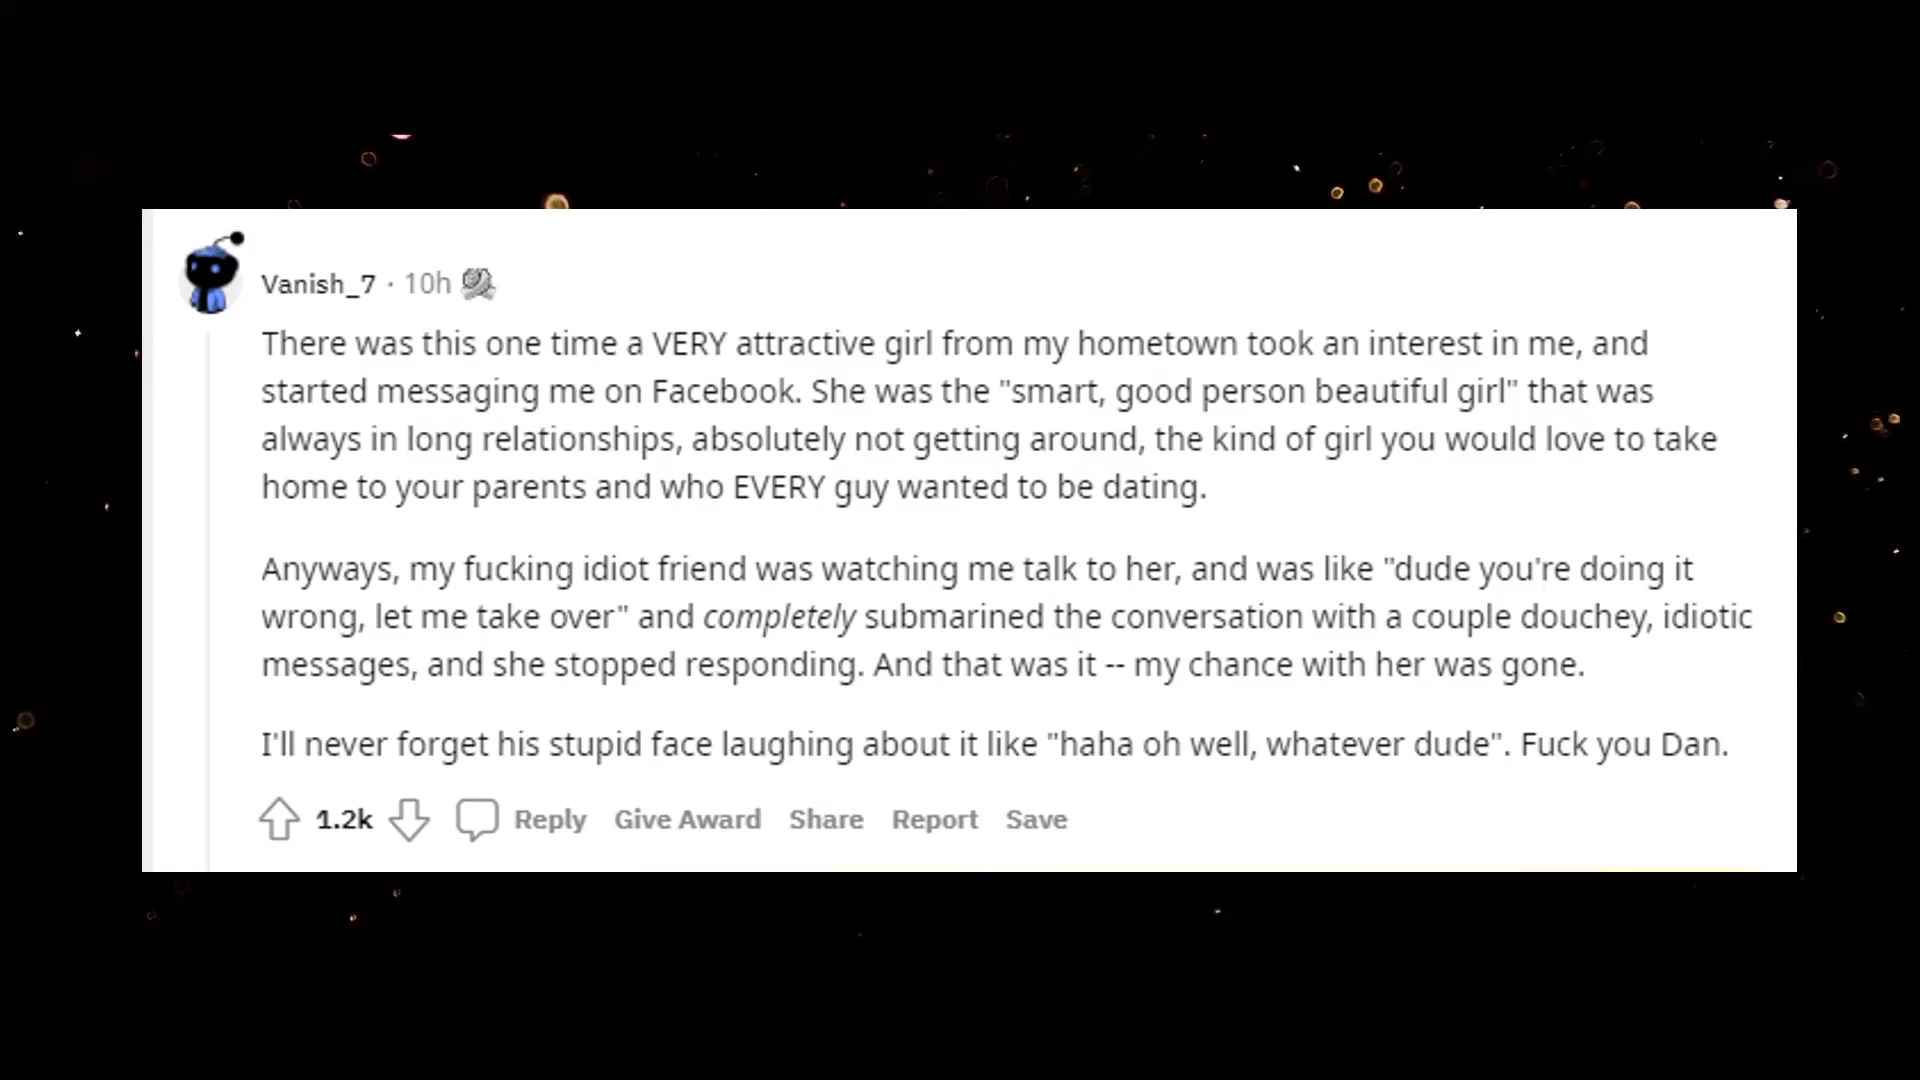 Vanish_7 · 10h
There was this one time a VERY attractive girl from my hometown took an interest in me, and
started messaging me on Facebook. She was the "smart, good person beautiful girl" that was
always in long relationships, absolutely not getting around, the kind of girl you would love to take
home to your parents and who EVERY guy wanted to be dating.
Anyways, my fucking idiot friend was watching me talk to her, and was like "dude you're doing it
wrong, let me take over" and completely submarined the conversation with a couple douchey, idiotic
messages, and she stopped responding. And that was it -- my chance with her was gone.
I'll never forget his stupid face laughing about it like "haha oh well, whatever dude". Fuck you Dan.
1.2k Reply Give Award Share Report Save